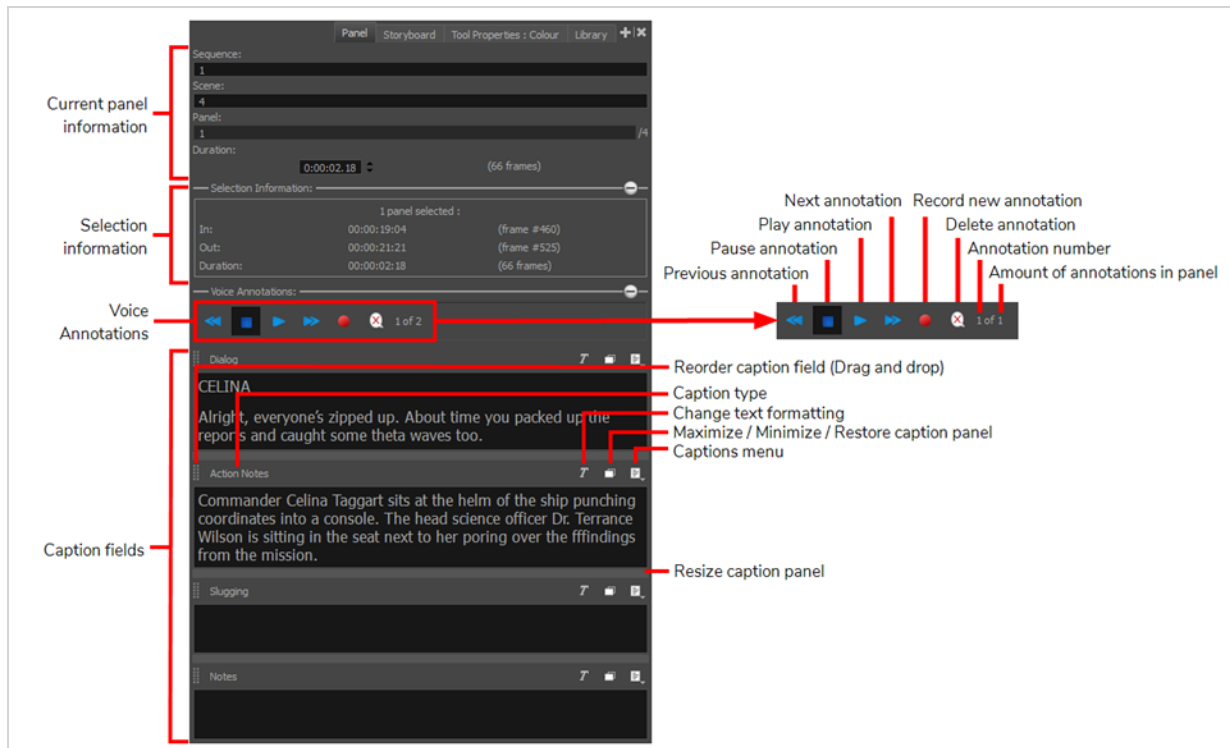 Panel Storyboard Tool Properties : Colour Library
Sequence:
1
Scene:
4
Panel:
1 /4
Duration:
0:00:02.18 (66 frames)
Current panel
information
Selection Information:
1 panel selected :
In: 00:00:19:04 (frame #460)
Out: 00:00:21:21 (frame #525)
Duration: 00:00:02:18 (66 frames)
Selection
information
Voice Annotations:
1 of 2
Voice
Annotations
Next annotation Record new annotation
Play annotation Delete annotation
Pause annotation Annotation number
Previous annotation Amount of annotations in panel
1 of 1
Dialog
CELINA
Alright, everyone's zipped up. About time you packed up the
reports and caught some theta waves too.
Reorder caption field (Drag and drop)
Caption type
Change text formatting
Maximize / Minimize / Restore caption panel
Captions menu
Action Notes
Commander Celina Taggart sits at the helm of the ship punching
coordinates into a console. The head science officer Dr. Terrance
Wilson is sitting in the seat next to her poring over the fffindings
from the mission.
Caption fields
Resize caption panel
Slugging
Notes